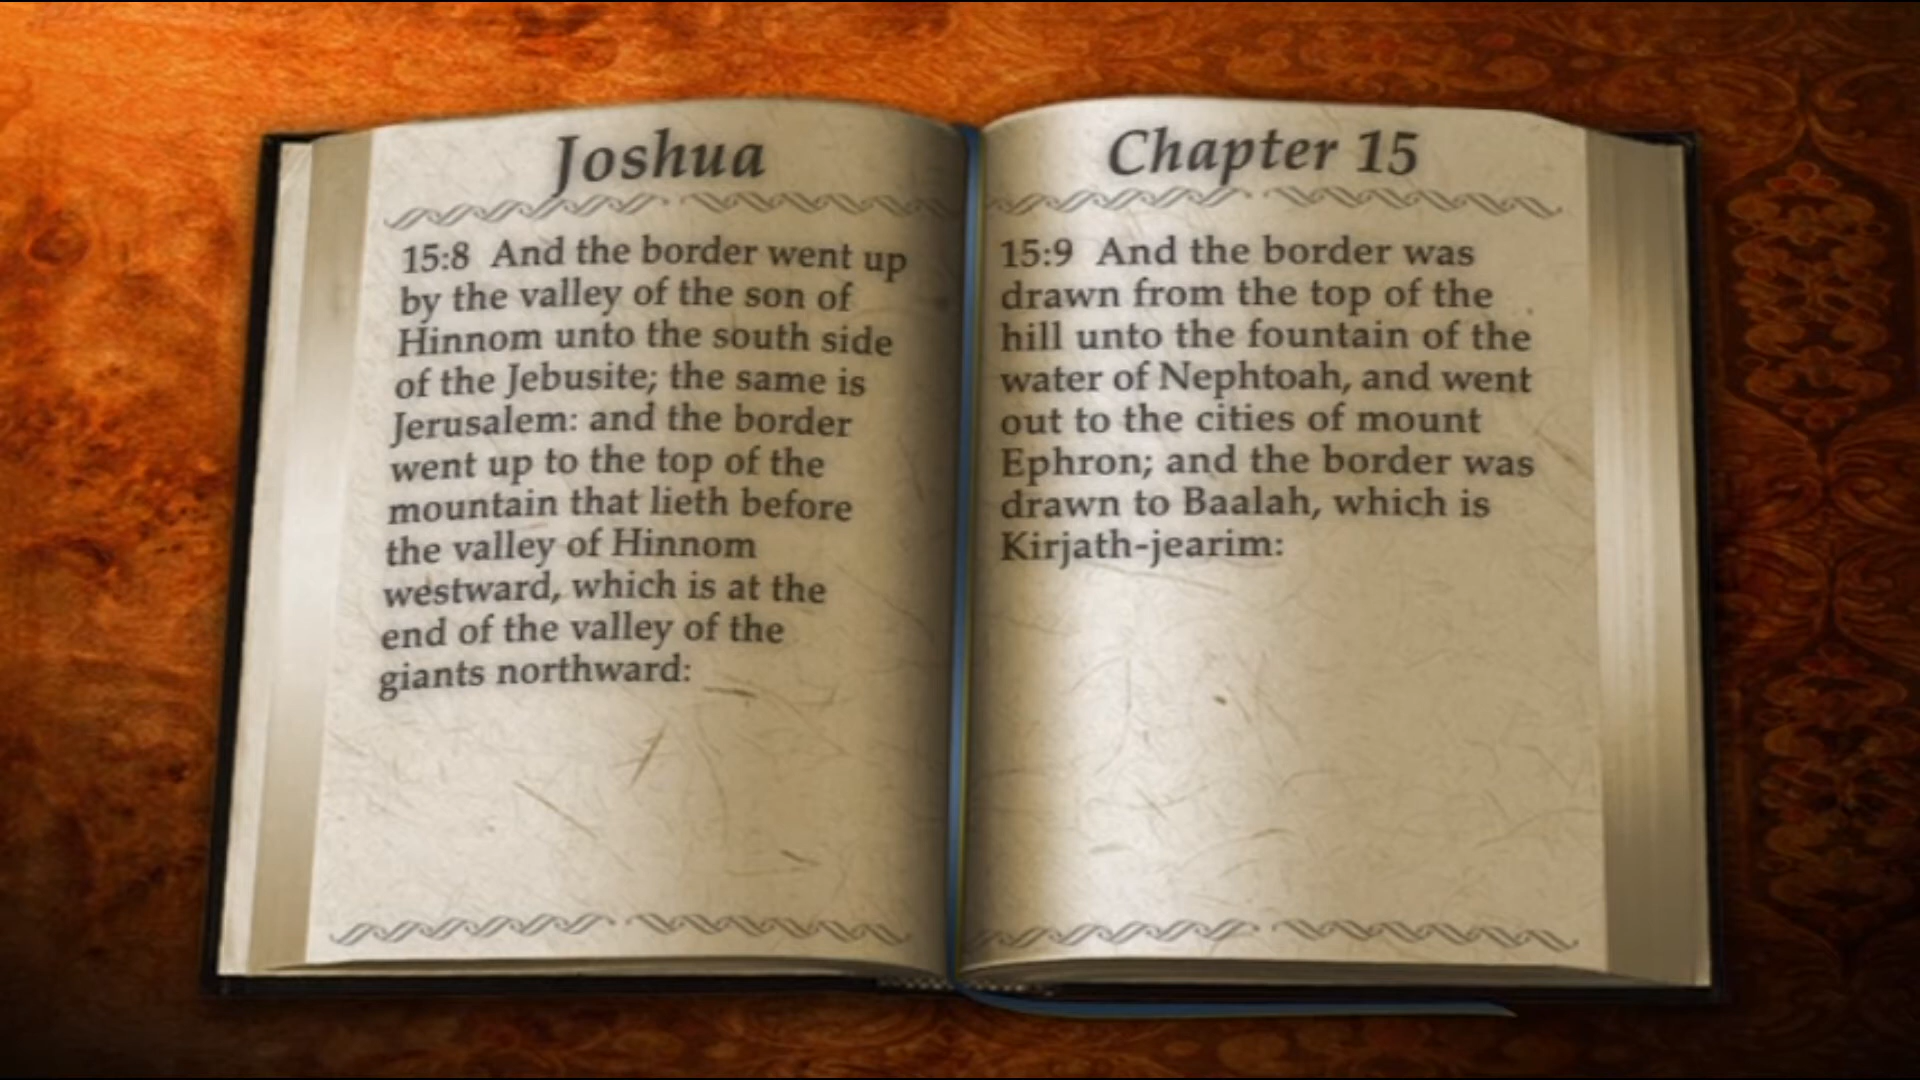 Joshua
15:8 And the border went up
by the valley of the son of
Hinnom unto the south side
of the Jebusite; the same is
Jerusalem: and the border
went up to the top of the
mountain that lieth before
the valley of Hinnom
westward, which is at the
end of the valley of the
giants northward:
Chapter 15
15:9 And the border was
drawn from the top of the
hill unto the fountain of the
water of Nephtoah, and went
out to the cities of mount
Ephron; and the border was
drawn to Baalah, which is
Kirjath-jearim: